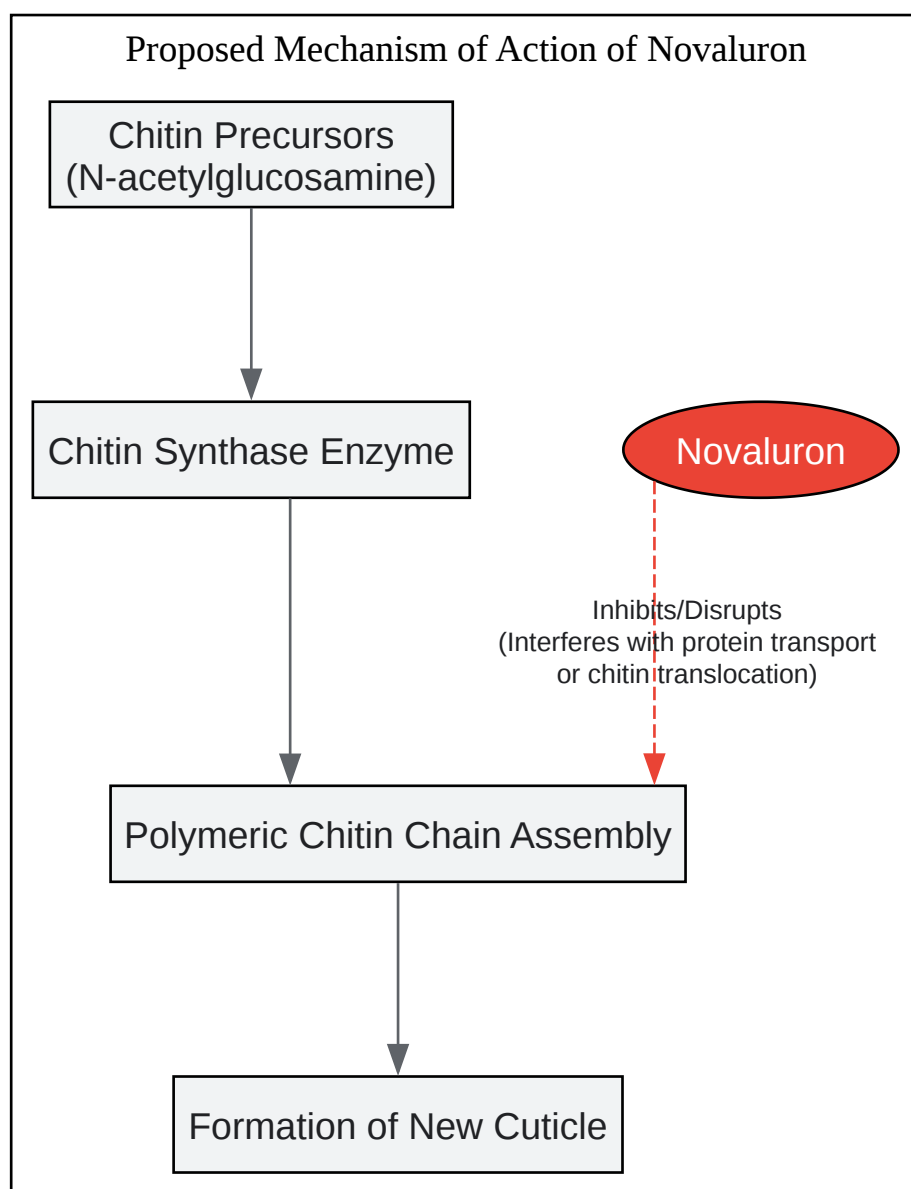 Proposed Mechanism of Action of Novaluron
Chitin Precursors
(N-acetylglucosamine)
Chitin Synthase Enzyme
Novaluron
Inhibits/Disrupts
(Interferes with protein transport
or chitin translocation)
Polymeric Chitin Chain Assembly
Formation of New Cuticle